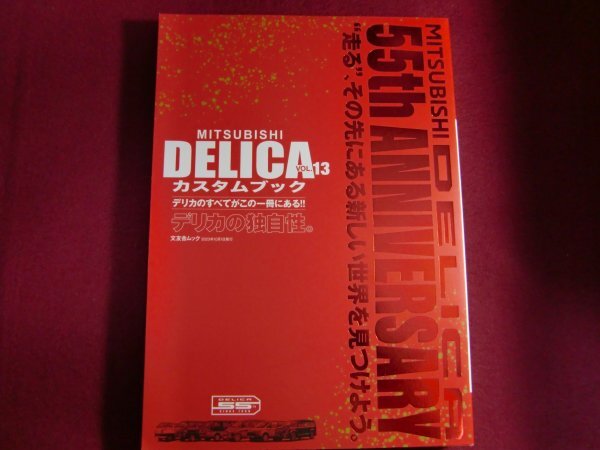 MITSUBISHI
DELICA VOL.13
カスタムブック
デリカのすべてがこの一冊にある!!
デリカの独自性。
文友舎ムック
DELICA
55th
MITSUBISHI DELICA
55th ANNIVERSARY
“走る”、その先にある新しい世界を見つけよう。